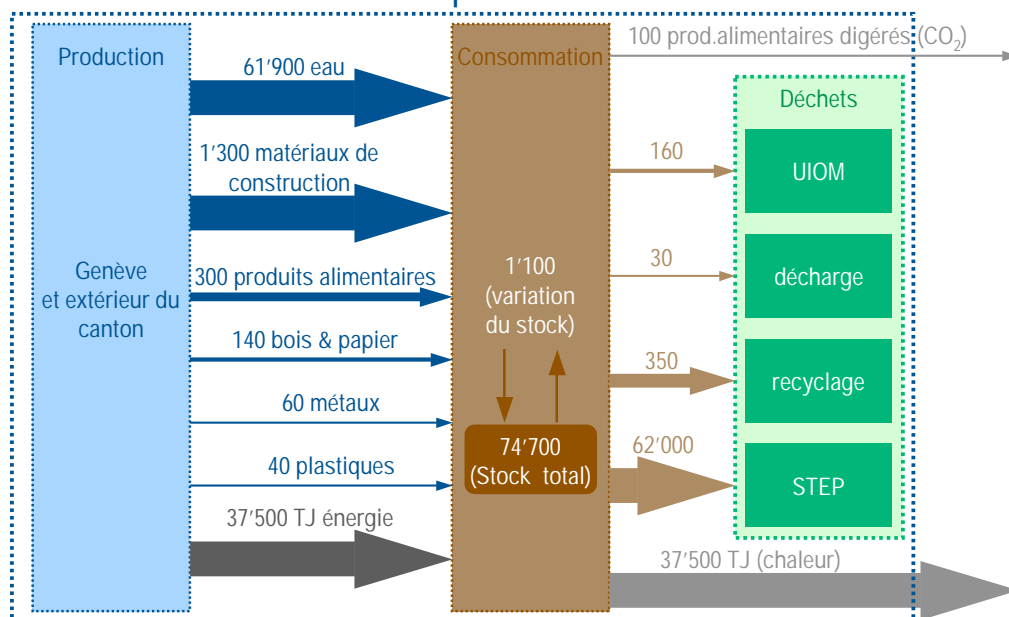 Production
Genève
et extérieur du
canton
61'900 eau
1'300 matériaux de
construction
300 produits alimentaires
140 bois & papier
60 métaux
40 plastiques
37'500 TJ énergie
Consommation
1'100
(variation
du stock)
74'700
(Stock total)
100 prod.alimentaires digérés (CO₂)
160
30
350
62'000
37'500 TJ (chaleur)
Déchets
UIOM
décharge
recyclage
STEP